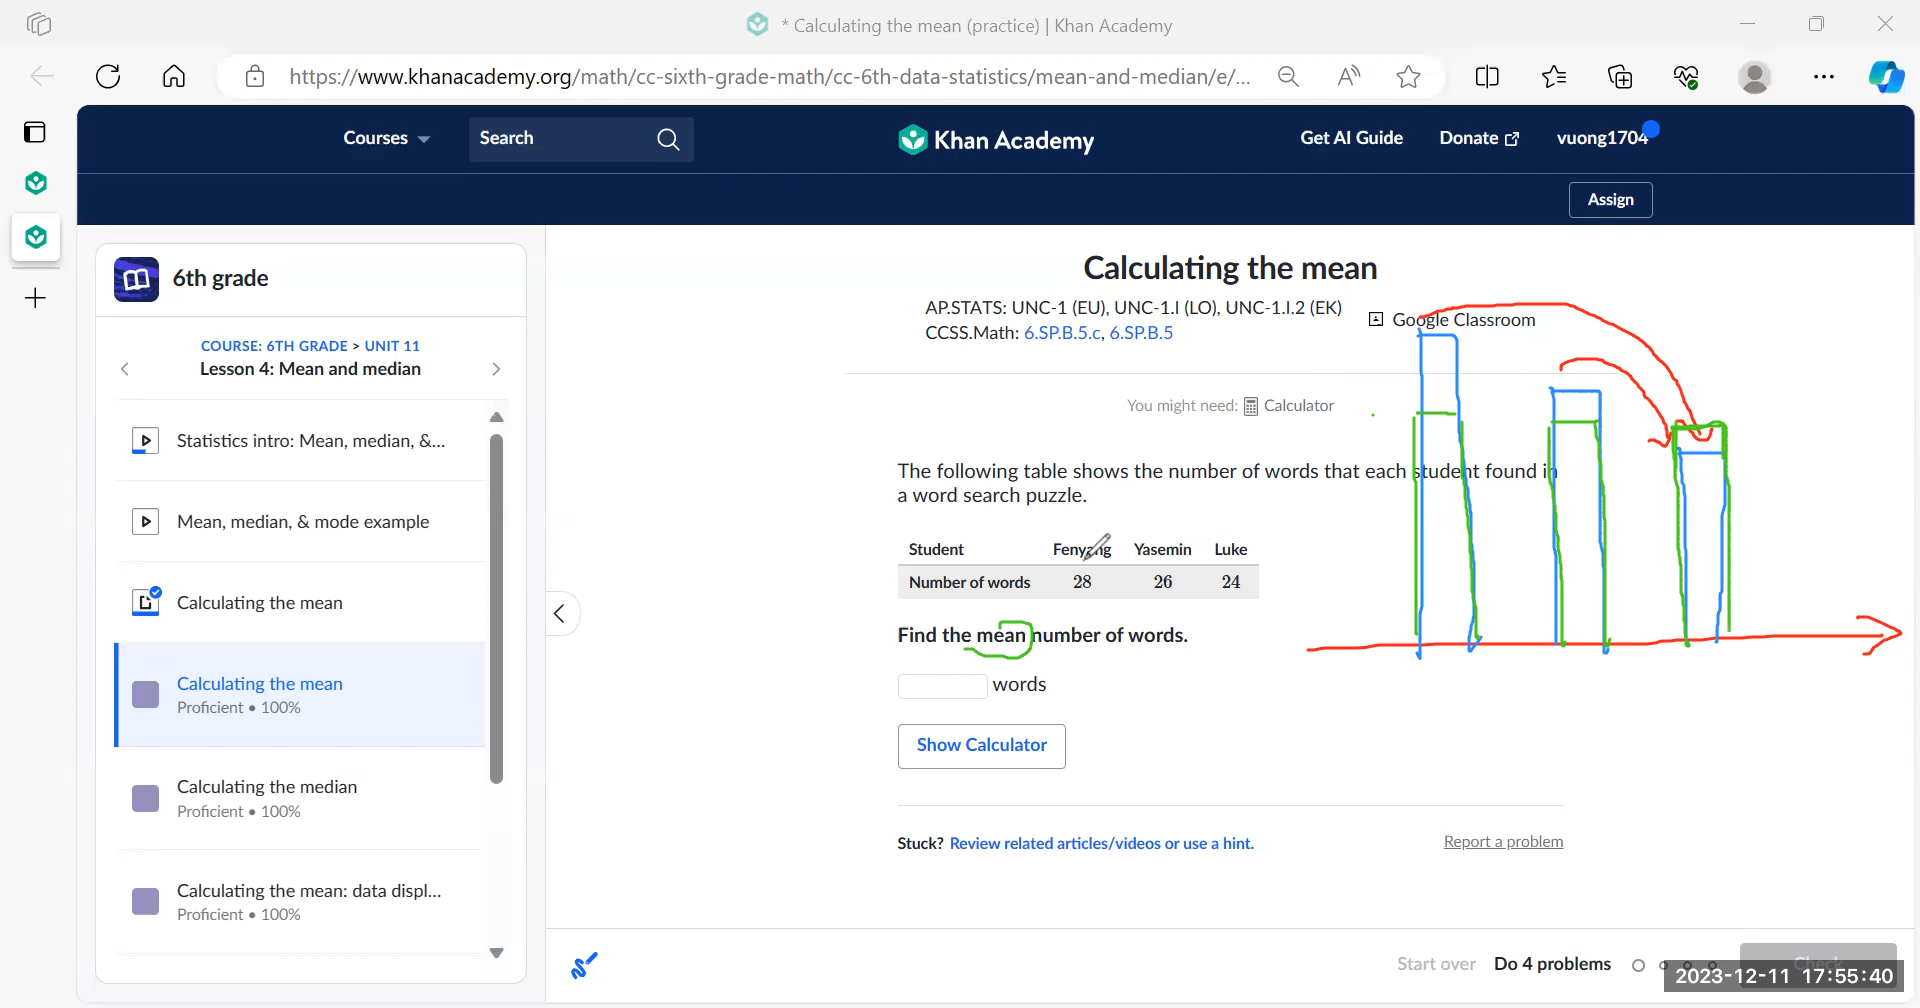 * Calculating the mean (practice) | Khan Academy
https://www.khanacademy.org/math/cc-sixth-grade-math/cc-6th-data-statistics/mean-and-median/e/...
Courses
Search
Khan Academy
Get AI Guide
Donate
vuong1704
Assign
6th grade
COURSE: 6TH GRADE > UNIT 11
Lesson 4: Mean and median
Statistics intro: Mean, median, &...
Mean, median, & mode example
Calculating the mean
Calculating the mean
Proficient • 100%
Calculating the median
Proficient • 100%
Calculating the mean: data displ...
Proficient • 100%
Calculating the mean
AP.STATS: UNC-1 (EU), UNC-1.I (LO), UNC-1.I.2 (EK)
CCSS.Math: 6.SP.B.5.c, 6.SP.B.5
Google Classroom
You might need: Calculator
The following table shows the number of words that each student found in
a word search puzzle.
Student Fenyang Yasemin Luke
Number of words 28 26 24
Find the mean number of words.
words
Show Calculator
Stuck? Review related articles/videos or use a hint.
Report a problem
Start over Do 4 problems
Check
2023-12-11 17:55:40